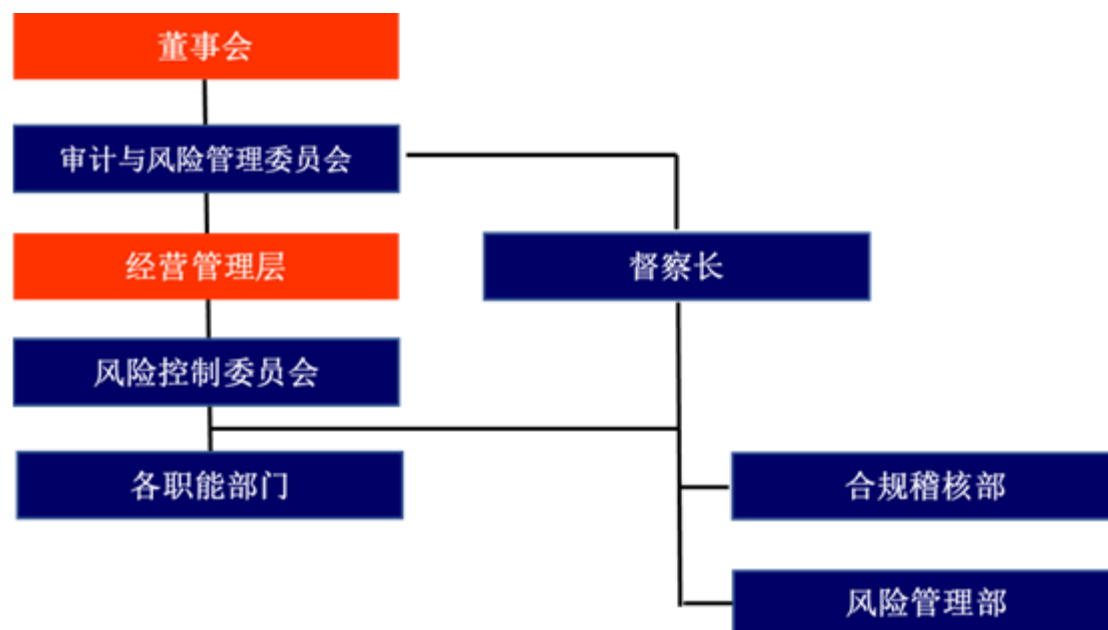 董事会
审计与风险管理委员会
经营管理层
督察长
风险控制委员会
各职能部门
合规稽核部
风险管理部